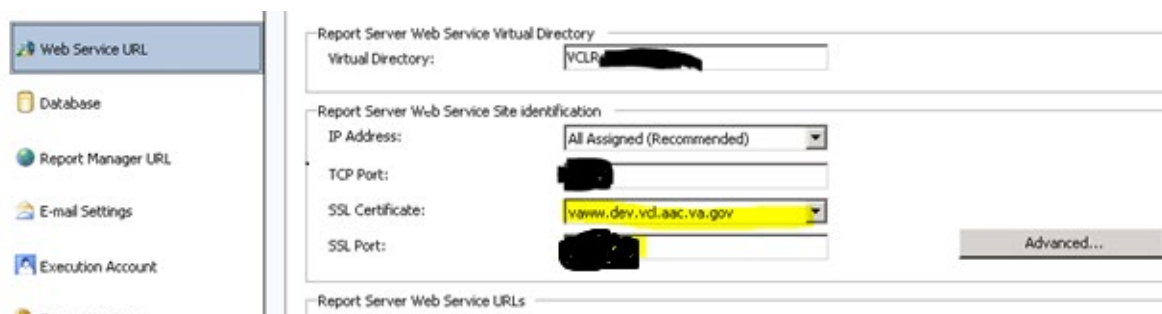 Web Service URL
Database
Report Manager URL
E-mail Settings
Execution Account
Report Server Web Service Virtual Directory
Virtual Directory:
Report Server Web Service Site identification
IP Address: All Assigned (Recommended)
TCP Port:
SSL Certificate: vaww.dev.vcl.aac.va.gov
SSL Port:
Advanced...
Report Server Web Service URLs